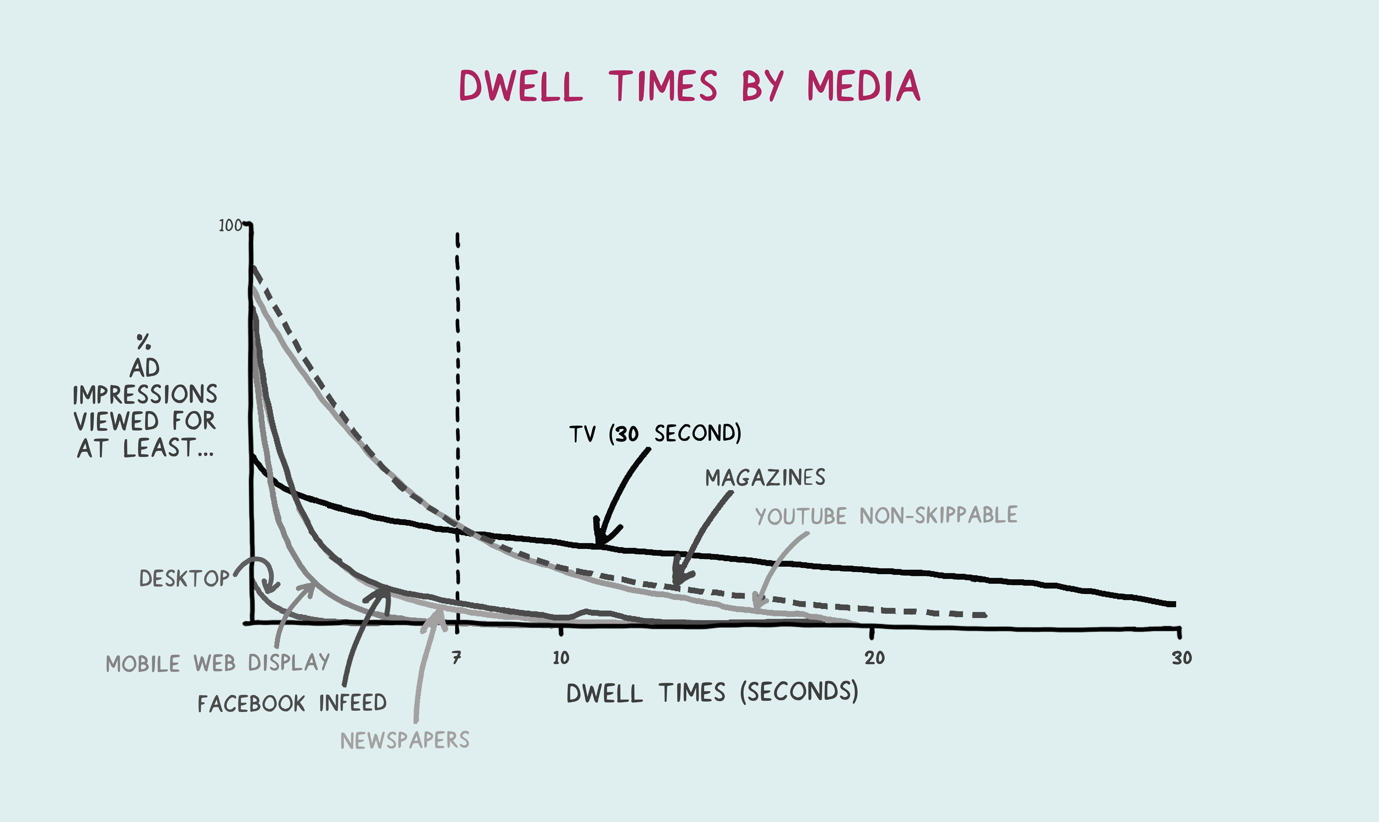 DWELL TIMES BY MEDIA
100
%
AD
IMPRESSIONS
VIEWED FOR
AT LEAST...
TV (30 SECOND)
MAGAZINES
YOUTUBE NON-SKIPPABLE
DESKTOP
MOBILE WEB DISPLAY
FACEBOOK INFEED
NEWSPAPERS
7
10
20
30
DWELL TIMES (SECONDS)